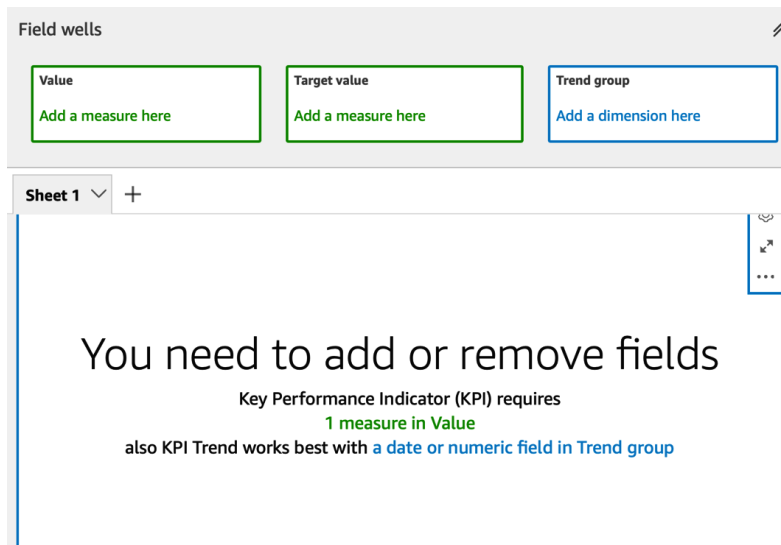 Field wells
Value
Add a measure here
Target value
Add a measure here
Trend group
Add a dimension here
Sheet 1
You need to add or remove fields
Key Performance Indicator (KPI) requires
1 measure in Value
also KPI Trend works best with a date or numeric field in Trend group